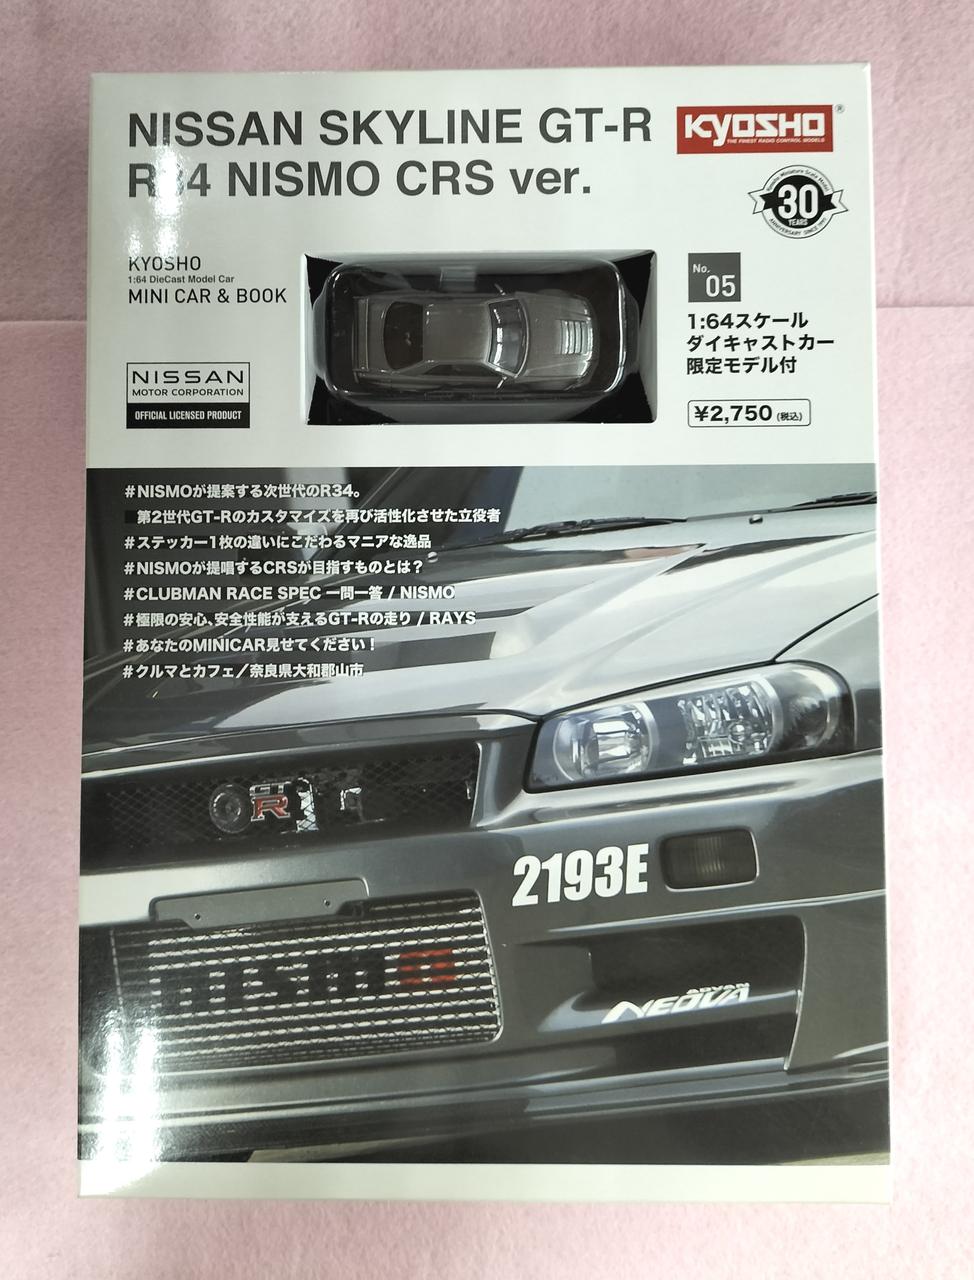 NISSAN SKYLINE GT-R
R34 NISMO CRS ver.
KYOSHO
THE FINEST RADIO CONTROL MODELS
®
30
YEARS
ANNIVERSARY SINCE
KYOSHO
1:64 DieCast Model Car
MINI CAR & BOOK
No.
05
1:64スケール
ダイキャストカー
限定モデル付
¥2,750 (税込)
NISSAN
MOTOR CORPORATION
OFFICIAL LICENSED PRODUCT
#NISMOが提案する次世代のR34。
第2世代GT-Rのカスタマイズを再び活性化させた立役者
#ステッカー1枚の違いにこだわるマニアな逸品
#NISMOが提唱するCRSが目指すものとは?
#CLUBMAN RACE SPEC 一問一答 / NISMO
#極限の安心、安全性能が支えるGT-Rの走り / RAYS
#あなたのMINICAR見せてください!
#クルマとカフェ/奈良県大和郡山市
GT
R
2193E
nismo
ADVAN
NEOVA